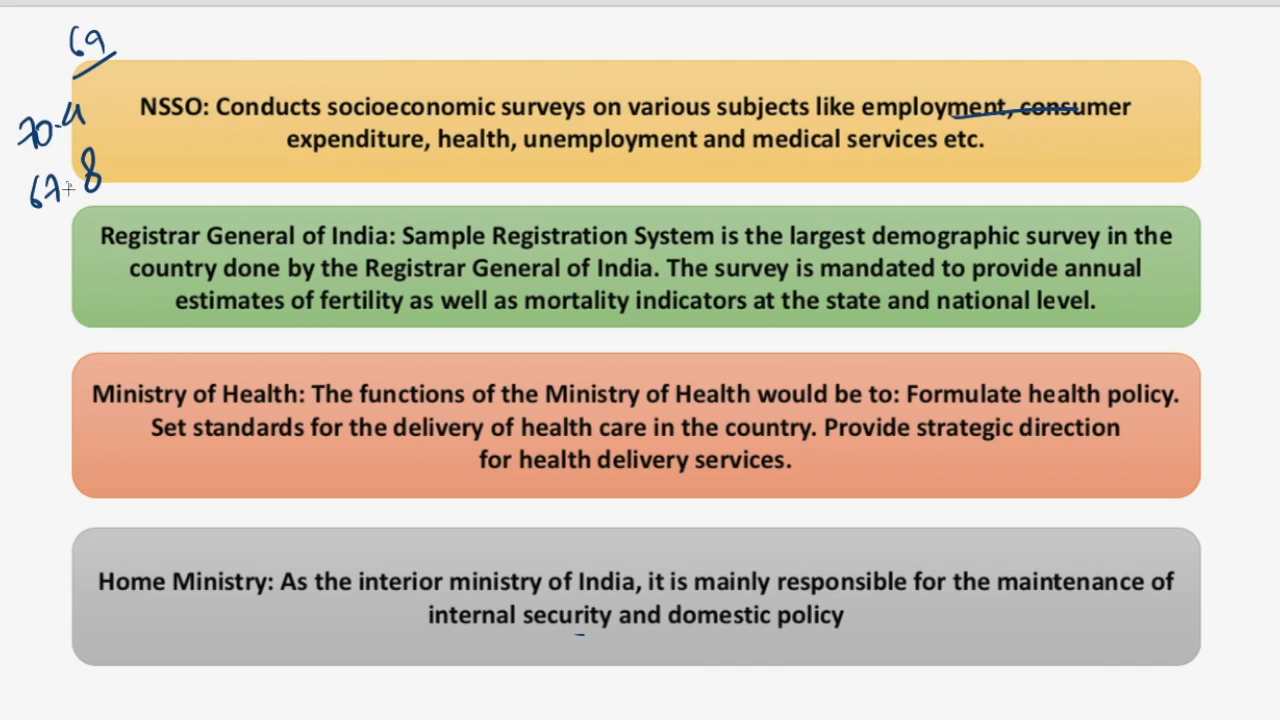 69
70.4
67.8
NSSO: Conducts socioeconomic surveys on various subjects like employment, consumer
expenditure, health, unemployment and medical services etc.
Registrar General of India: Sample Registration System is the largest demographic survey in the
country done by the Registrar General of India. The survey is mandated to provide annual
estimates of fertility as well as mortality indicators at the state and national level.
Ministry of Health: The functions of the Ministry of Health would be to: Formulate health policy.
Set standards for the delivery of health care in the country. Provide strategic direction
for health delivery services.
Home Ministry: As the interior ministry of India, it is mainly responsible for the maintenance of
internal security and domestic policy